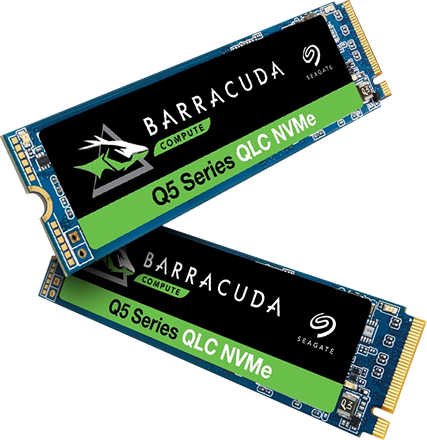 BARRACUDA
COMPUTE
SEAGATE
Q5 Series QLC NVMe
BARRACUDA
COMPUTE
SEAGATE
Q5 Series QLC NVMe